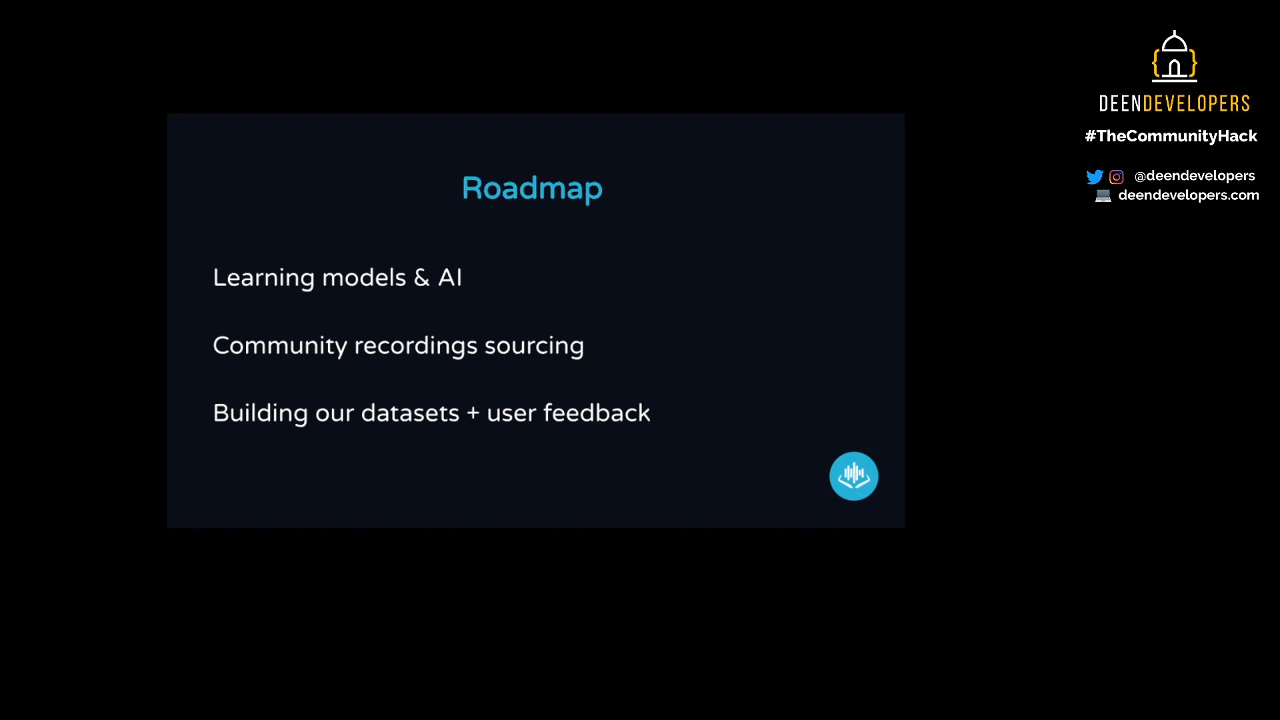 Roadmap
Learning models & AI
Community recordings sourcing
Building our datasets + user feedback
DEENDEVELOPERS
#TheCommunityHack
@deendevelopers
deendevelopers.com